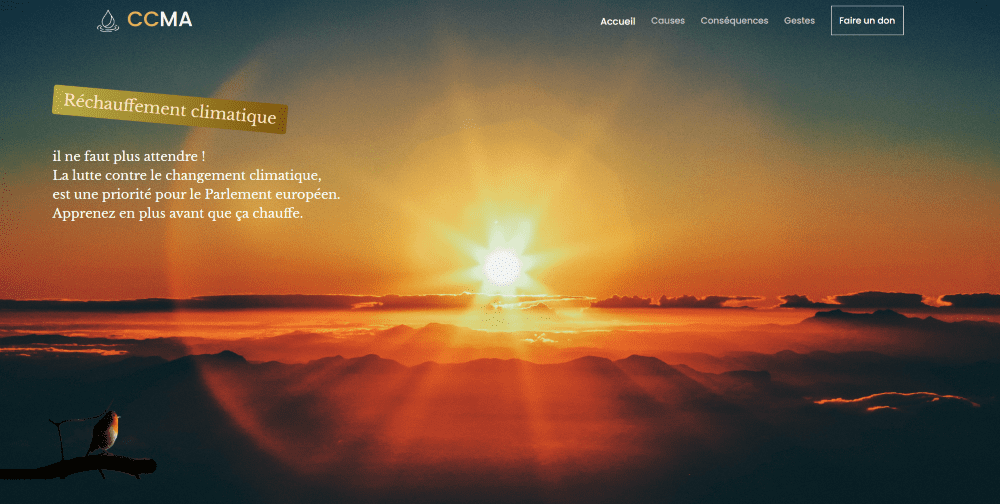 CCMA
Accueil
Causes
Conséquences
Gestes
Faire un don
Réchauffement climatique
il ne faut plus attendre !
La lutte contre le changement climatique,
est une priorité pour le Parlement européen.
Apprenez en plus avant que ça chauffe.